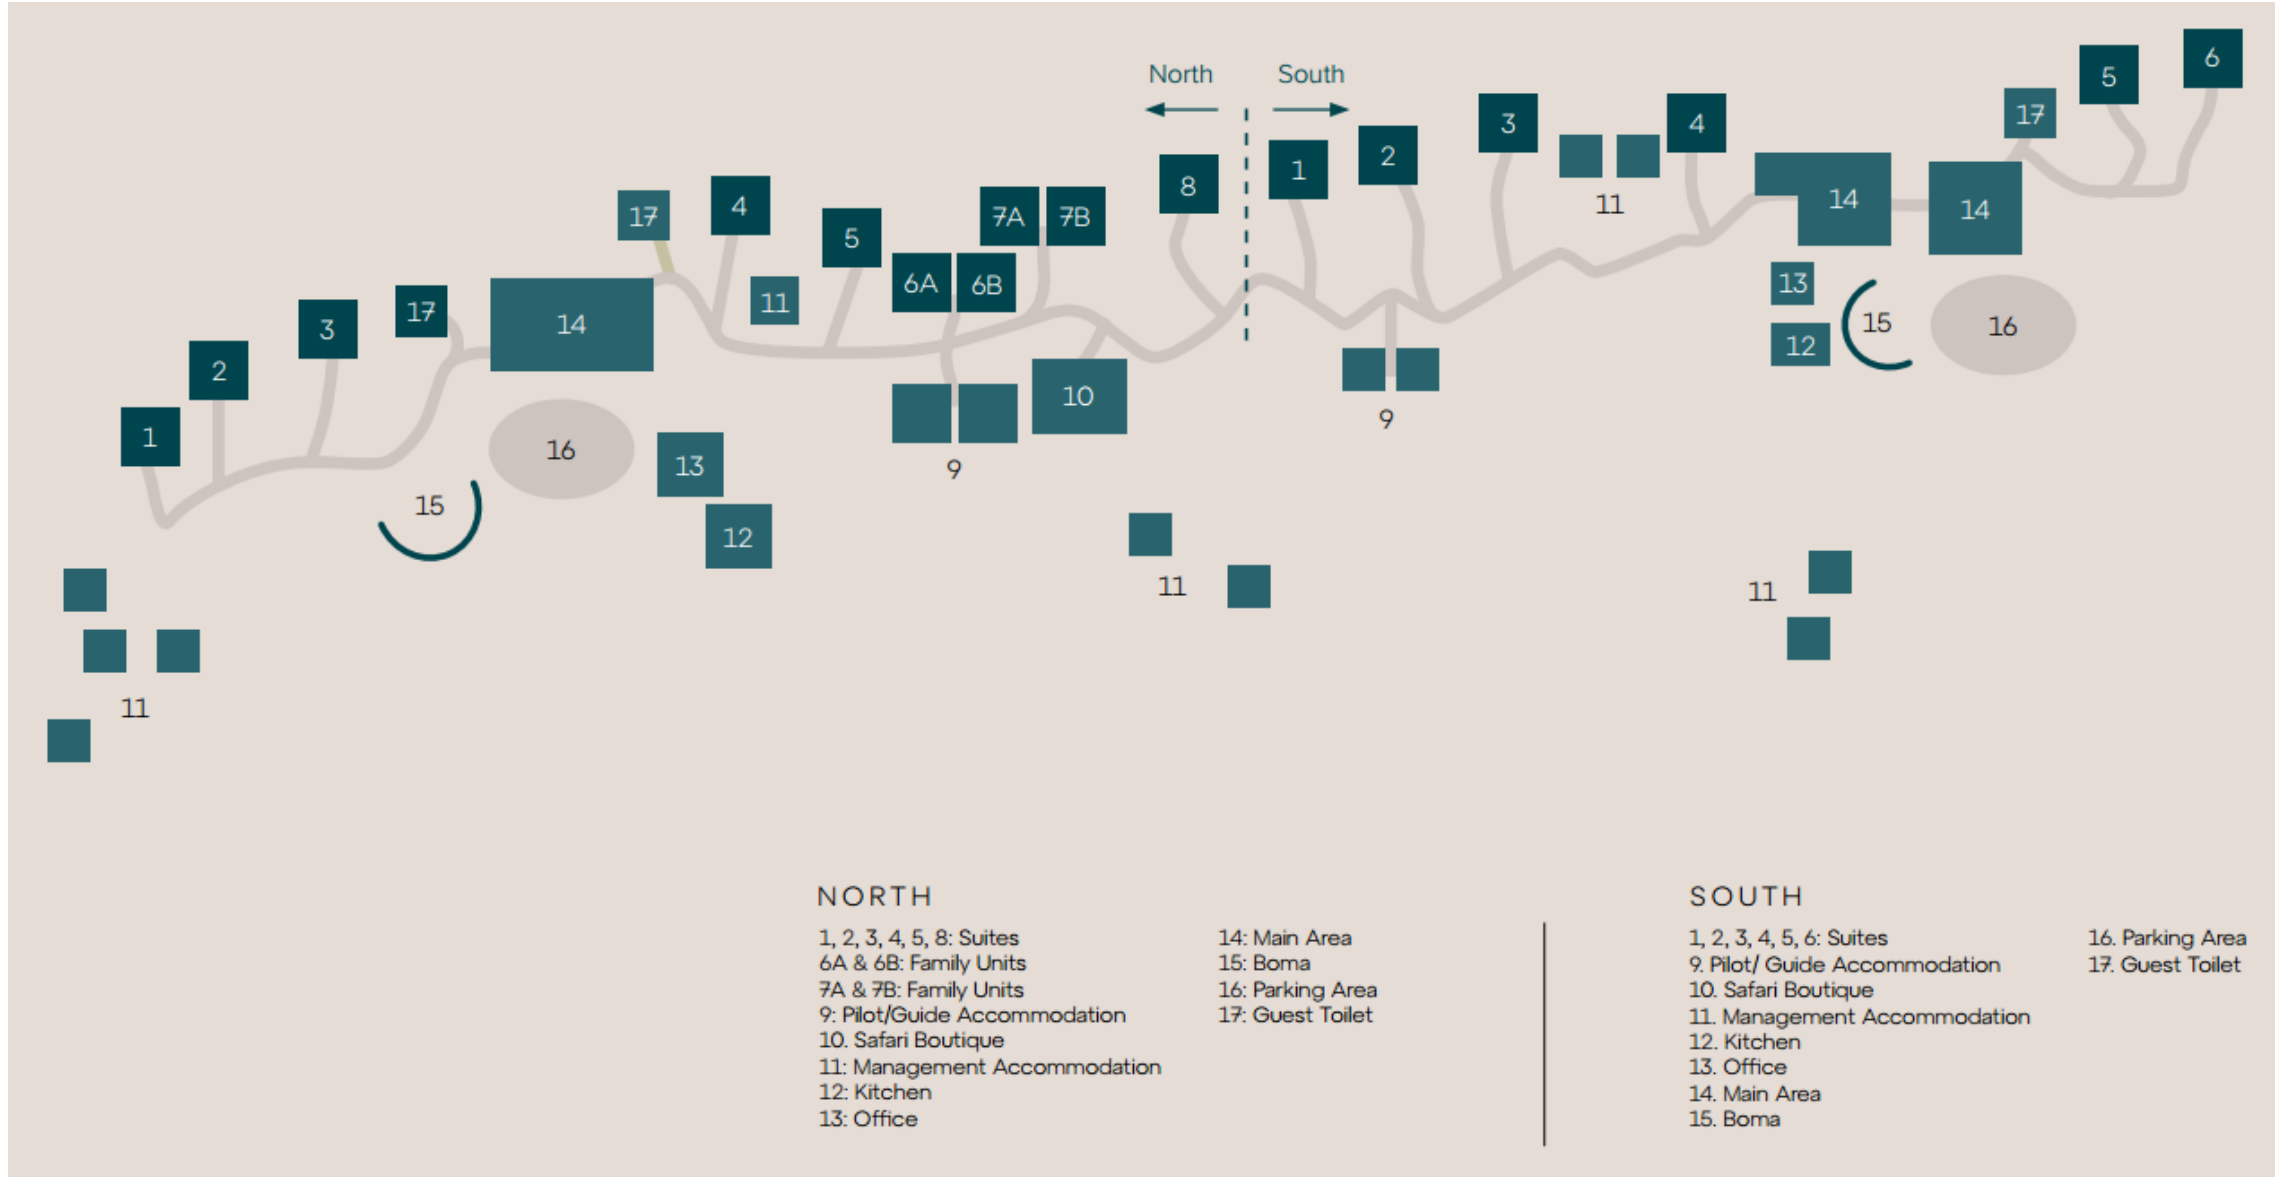 North South
6
5
17
3
4
2
1
8
11
14
14
4
17
7A 7B
5
6A 6B
13
15
16
12
11
17
14
3
2
1
10
9
9
16
13
15
12
11
11
11
NORTH
1, 2, 3, 4, 5, 8: Suites
6A & 6B: Family Units
7A & 7B: Family Units
9: Pilot/Guide Accommodation
10. Safari Boutique
11: Management Accommodation
12: Kitchen
13: Office
14: Main Area
15: Boma
16: Parking Area
17: Guest Toilet
SOUTH
1, 2, 3, 4, 5, 6: Suites
9. Pilot/ Guide Accommodation
10. Safari Boutique
11. Management Accommodation
12. Kitchen
13. Office
14. Main Area
15. Boma
16. Parking Area
17. Guest Toilet